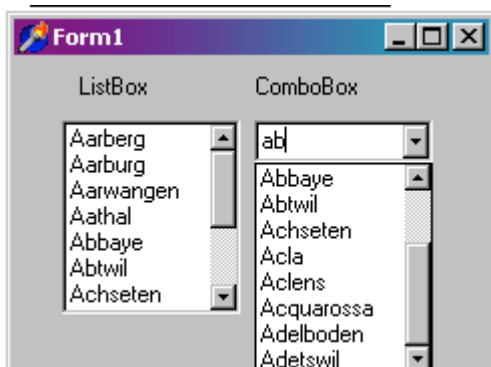 Form1
ListBox
ComboBox
Aarberg
Aarburg
Aarwangen
Aathal
Abbaye
Abtwil
Achseten
ab
Abbaye
Abtwil
Achseten
Acla
Aclens
Acquarossa
Adelboden
Adetswil